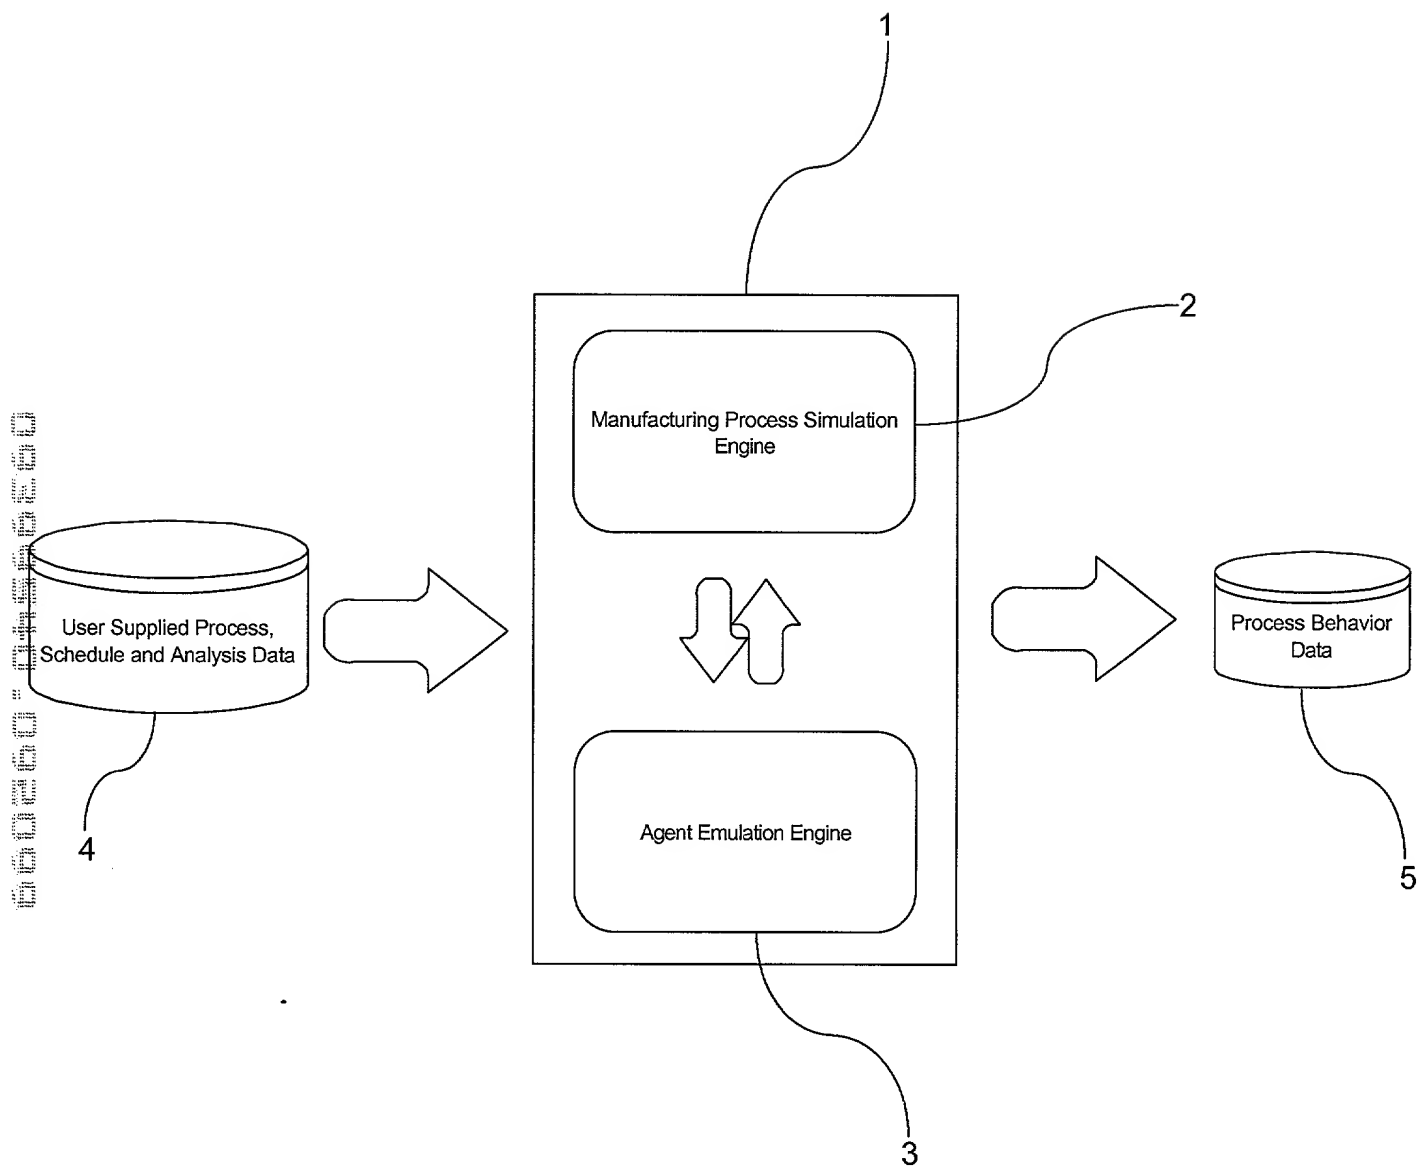 1
2
Manufacturing Process Simulation
Engine
User Supplied Process,
Schedule and Analysis Data
Process Behavior
Data
Agent Emulation Engine
4
5
3